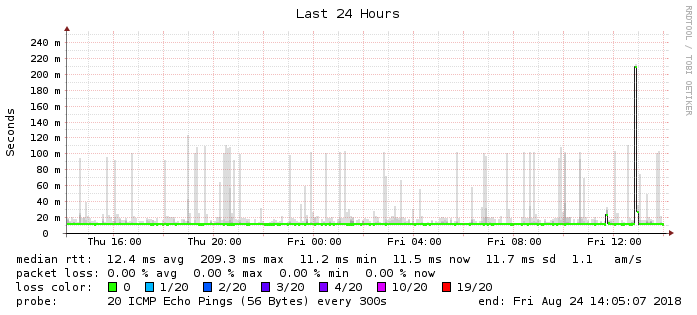 Last 24 Hours
RRDTOOL / TOBI OETIKER
Seconds
240 m
220 m
200 m
180 m
160 m
140 m
120 m
100 m
80 m
60 m
40 m
20 m
0
Thu 16:00 Thu 20:00 Fri 00:00 Fri 04:00 Fri 08:00 Fri 12:00
median rtt: 12.4 ms avg 209.3 ms max 11.2 ms min 11.5 ms now 11.7 ms sd 1.1 am/s
packet loss: 0.00 % avg 0.00 % max 0.00 % min 0.00 % now
loss color: 0 1/20 2/20 3/20 4/20 10/20 19/20
probe: 20 ICMP Echo Pings (56 Bytes) every 300s end: Fri Aug 24 14:05:07 2018